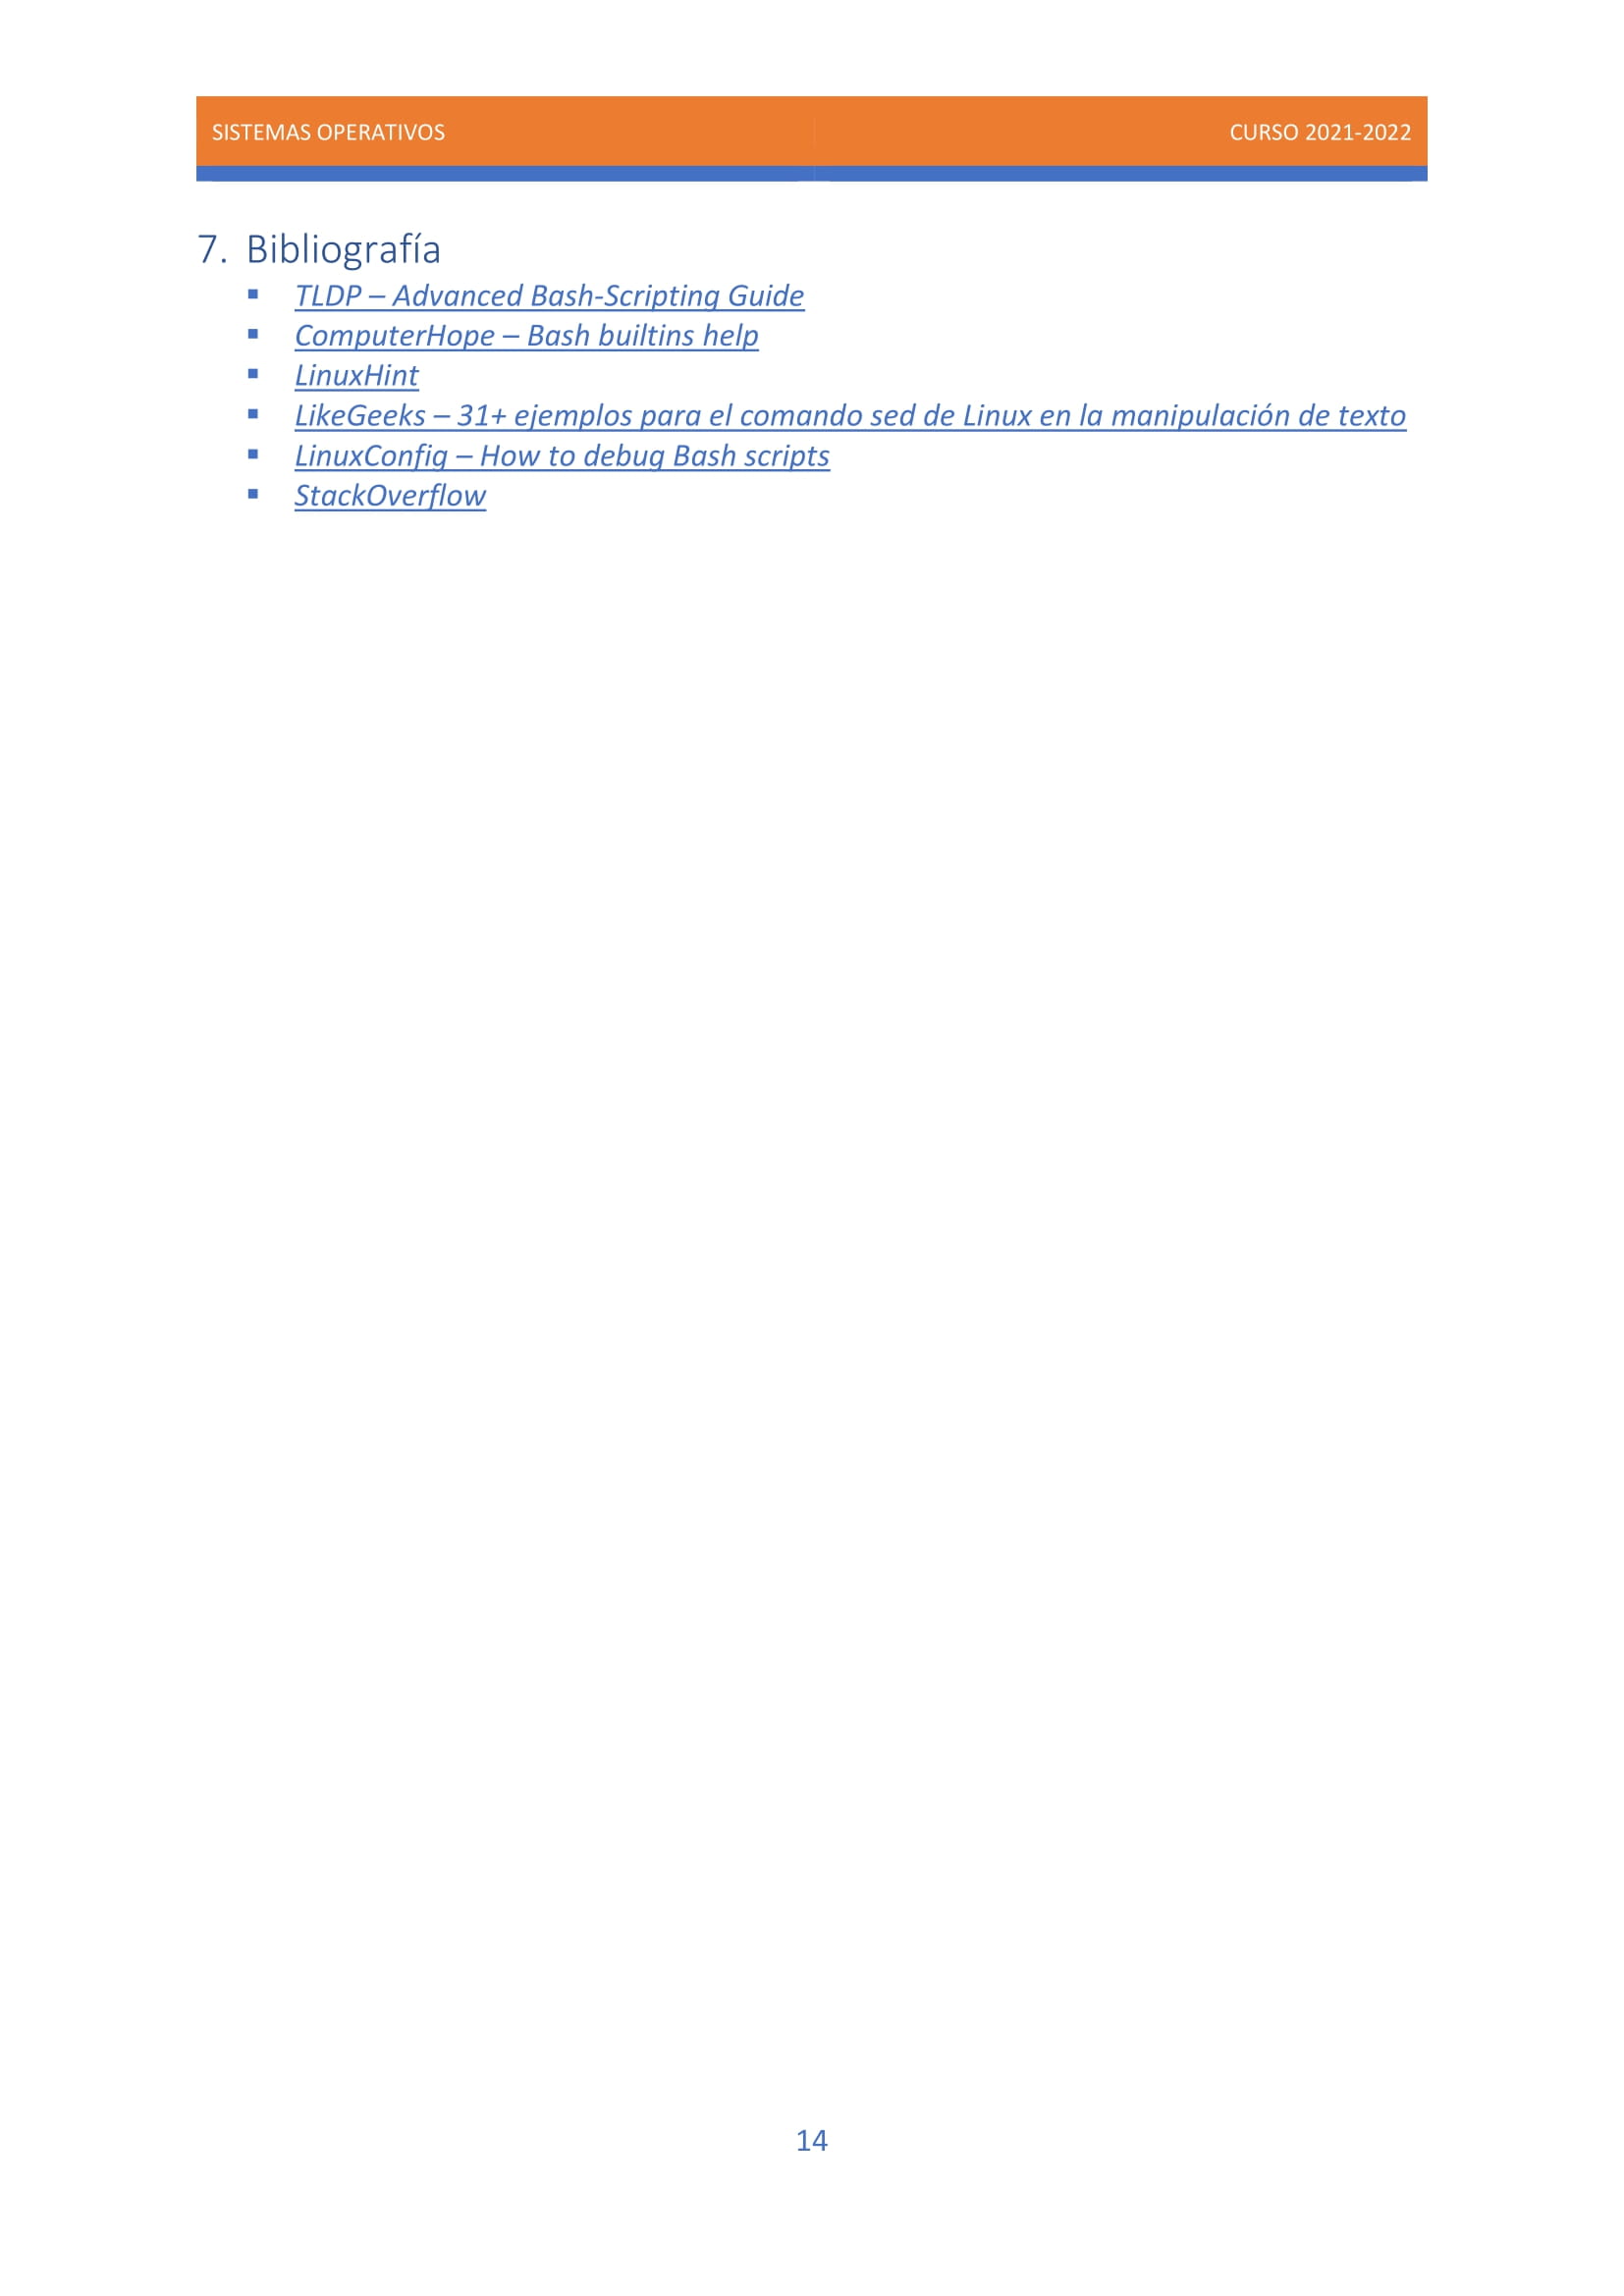 SISTEMAS OPERATIVOS CURSO 2021-2022
7. Bibliografía
▪ TLDP – Advanced Bash-Scripting Guide
▪ ComputerHope – Bash builtins help
▪ LinuxHint
▪ LikeGeeks – 31+ ejemplos para el comando sed de Linux en la manipulación de texto
▪ LinuxConfig – How to debug Bash scripts
▪ StackOverflow
14